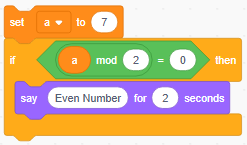 set a to 7
if a mod 2 = 0 then
say Even Number for 2 seconds